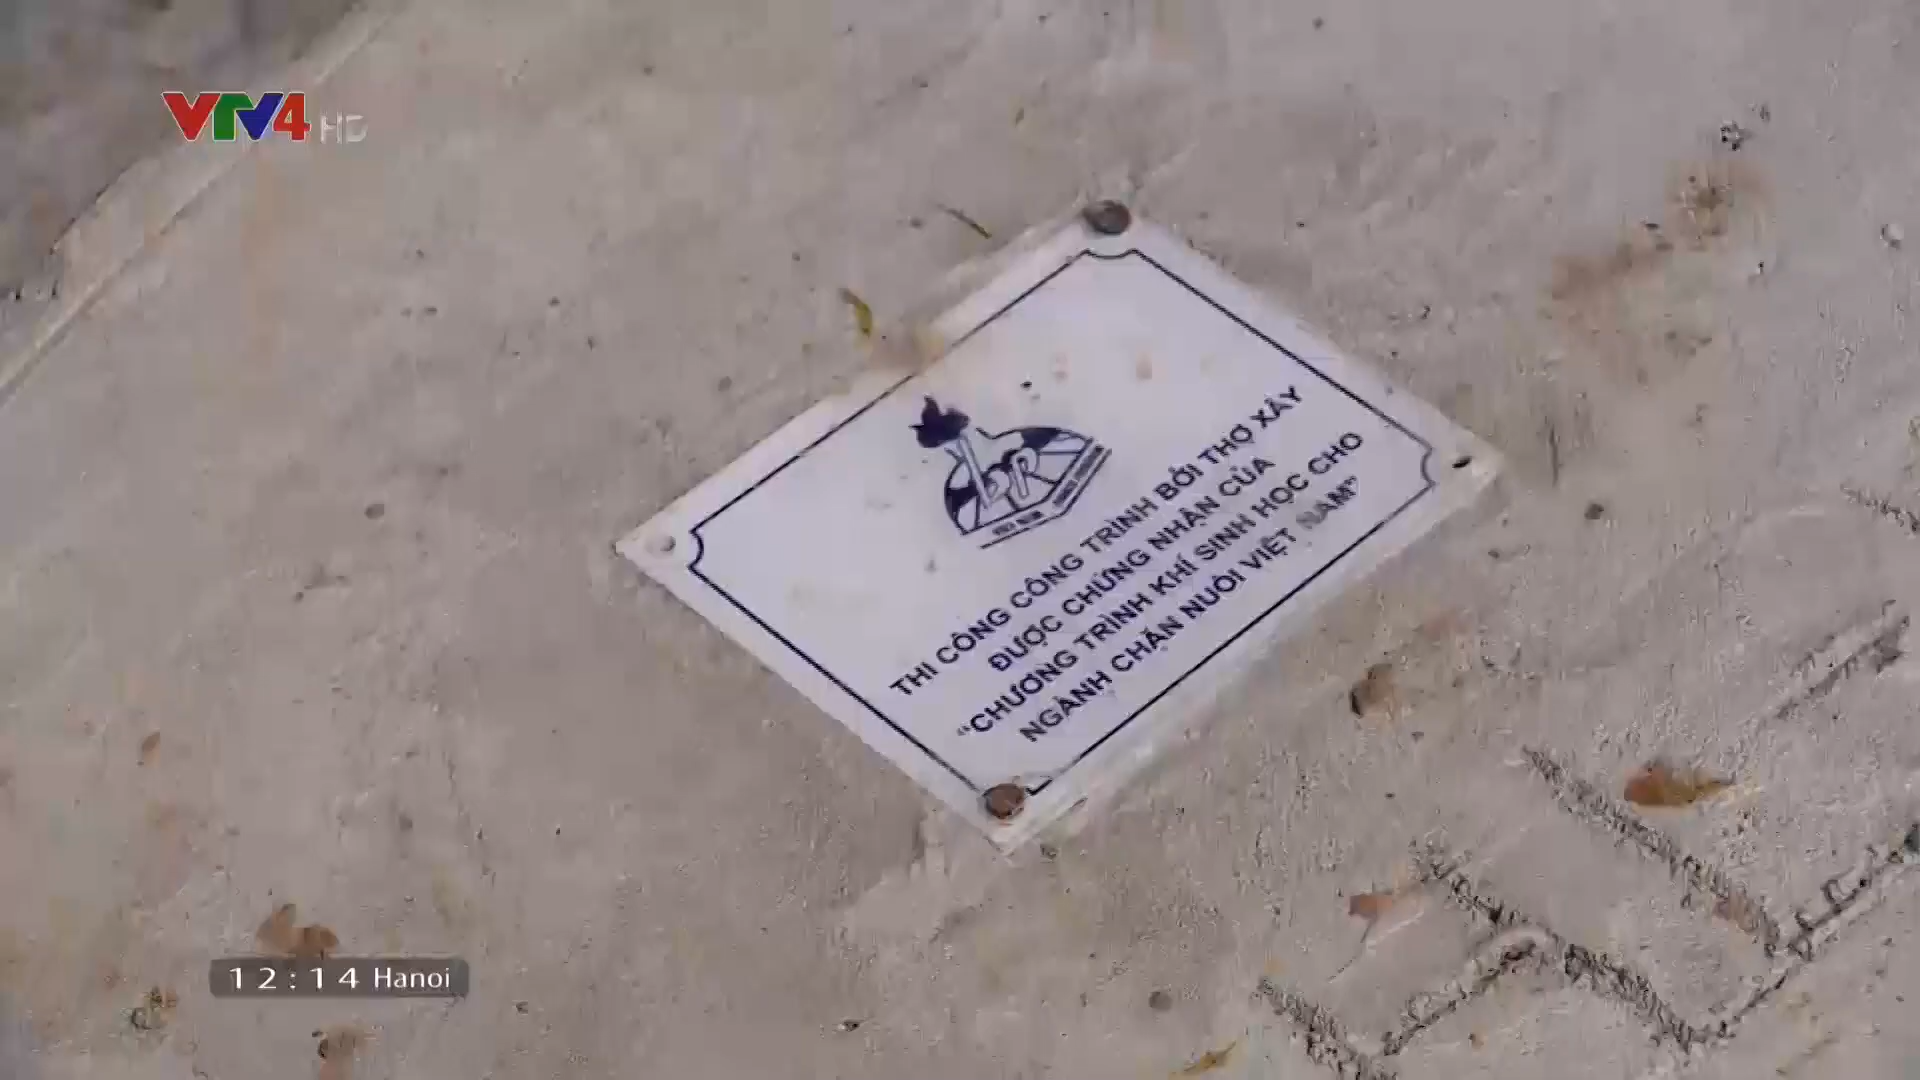 VTV4 HD
THI CÔNG CÔNG TRÌNH BỞI THỢ XÂY
ĐƯỢC CHỨNG NHẬN CỦA
"CHƯƠNG TRÌNH KHÍ SINH HỌC CHO
NGÀNH CHĂN NUÔI VIỆT NAM"
12:14 Hanoi